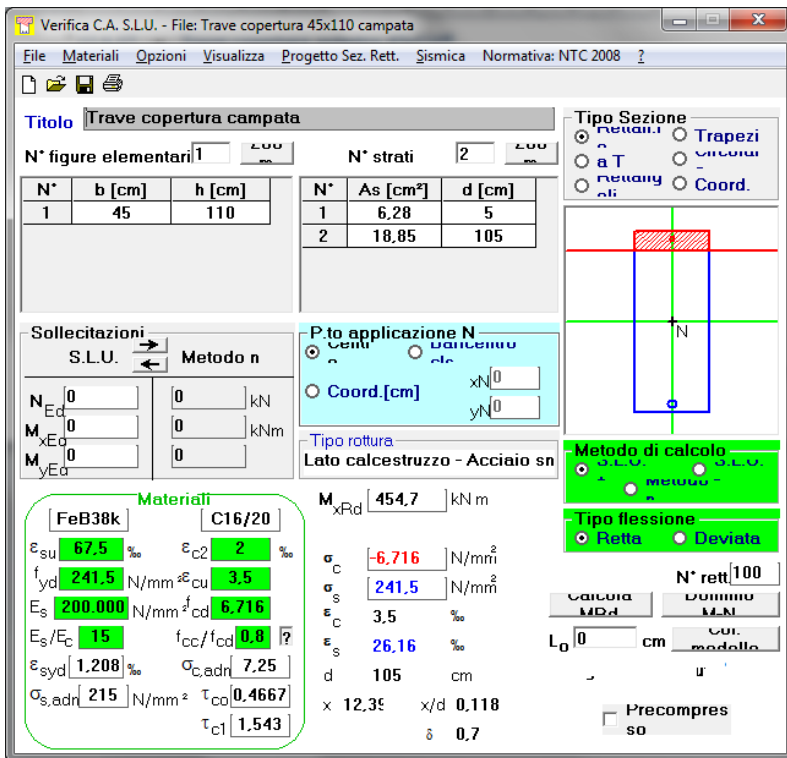 Verifica C.A. S.L.U. - File: Trave copertura 45x110 campata
File Materiali Opzioni Visualizza Progetto Sez. Rett. Sismica Normativa: NTC 2008 ?
Titolo Trave copertura campata
N° figure elementari 1
N° strati 2
N° b [cm] h [cm]
1 45 110
N° As [cm²] d [cm]
1 6,28 5
2 18,85 105
Tipo Sezione
Trapezi
a T
Coord.
N
Sollecitazioni
S.L.U. Metodo n
N Ed 0 0 kN
M xEd 0 0 kNm
M yEd 0 0
P.to applicazione N
Coord.[cm] xN 0
yN 0
Tipo rottura
Lato calcestruzzo - Acciaio sn
Metodo di calcolo
Tipo flessione
Retta Deviata
N° rett. 100
L0 0 cm
Precompres
so
Materiali
FeB38k C16/20
εsu 67,5 ‰ εc2 2 ‰
fyd 241,5 N/mm² εcu 3,5
Es 200.000 N/mm² fcd 6,716
Es/Ec 15 fcc/fcd 0,8 ?
εsyd 1,208 ‰ σc,adn 7,25
σs,adn 215 N/mm² τco 0,4667
τc1 1,543
MxRd 454,7 kN m
σc -6,716 N/mm²
σs 241,5 N/mm²
εc 3,5 ‰
εs 26,16 ‰
d 105 cm
x 12,39 x/d 0,118
δ 0,7